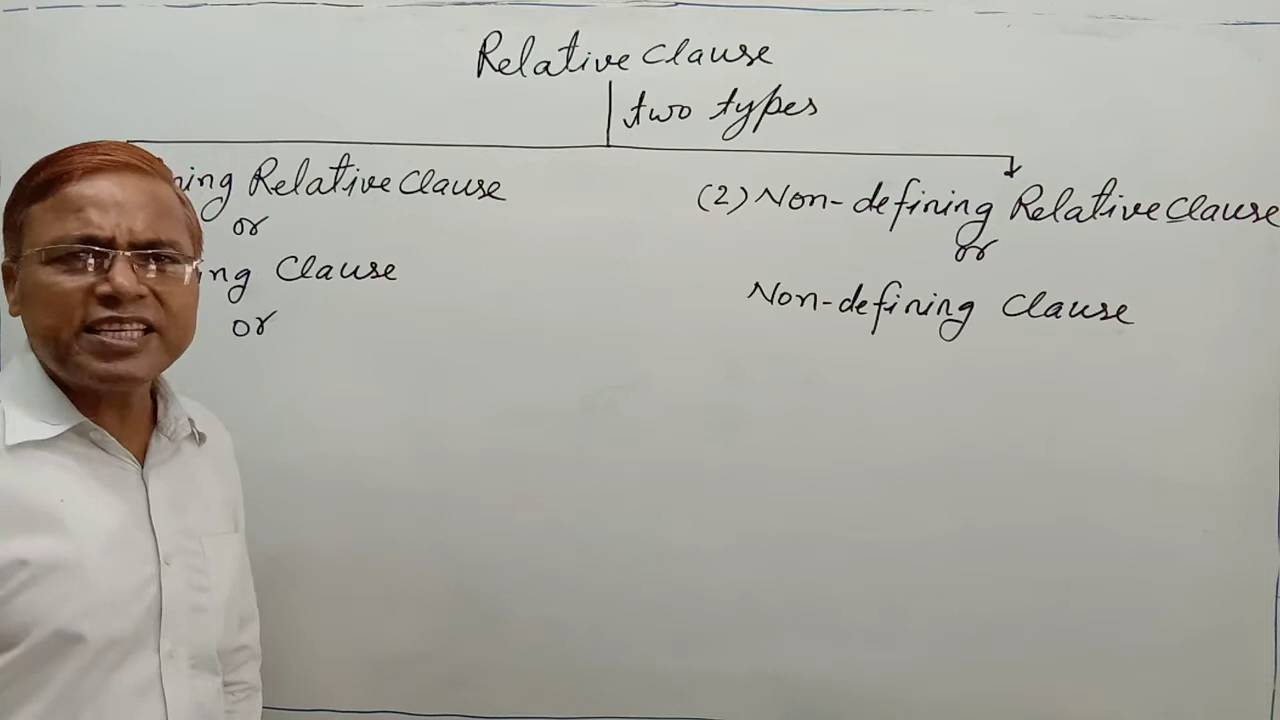 Relative Clause
two types
ning Relative Clause
or
ing Clause
or
(2) Non-defining Relative Clause
or
Non-defining Clause